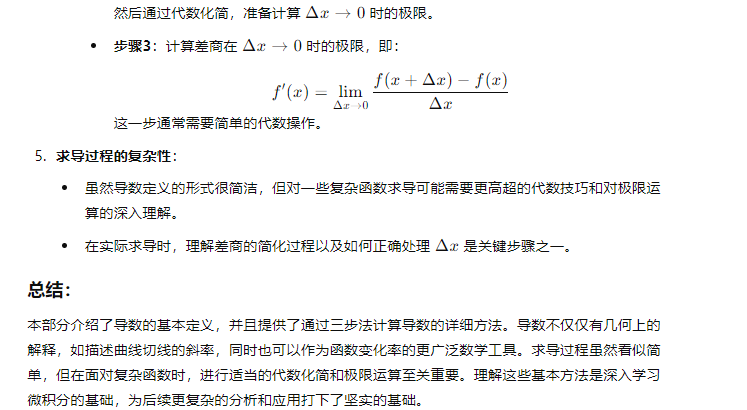 然后通过代数化简，准备计算 Δx → 0 时的极限。
• 步骤3：计算差商在 Δx → 0 时的极限，即：
f′(x) = lim_{Δx→0} \frac{f(x + Δx) − f(x)}{Δx}
这一步通常需要简单的代数操作。
5. 求导过程的复杂性：
• 虽然导数定义的形式很简洁，但对一些复杂函数求导可能需要更高超的代数技巧和对极限运
算的深入理解。
• 在实际求导时，理解差商的简化过程以及如何正确处理 Δx 是关键步骤之一。
总结：
本部分介绍了导数的基本定义，并且提供了通过三步法计算导数的详细方法。导数不仅仅有几何上的
解释，如描述曲线切线的斜率，同时也可以作为函数变化率的更广泛数学工具。求导过程虽然看似简
单，但在面对复杂函数时，进行适当的代数化简和极限运算至关重要。理解这些基本方法是深入学习
微积分的基础，为后续更复杂的分析和应用打下了坚实的基础。